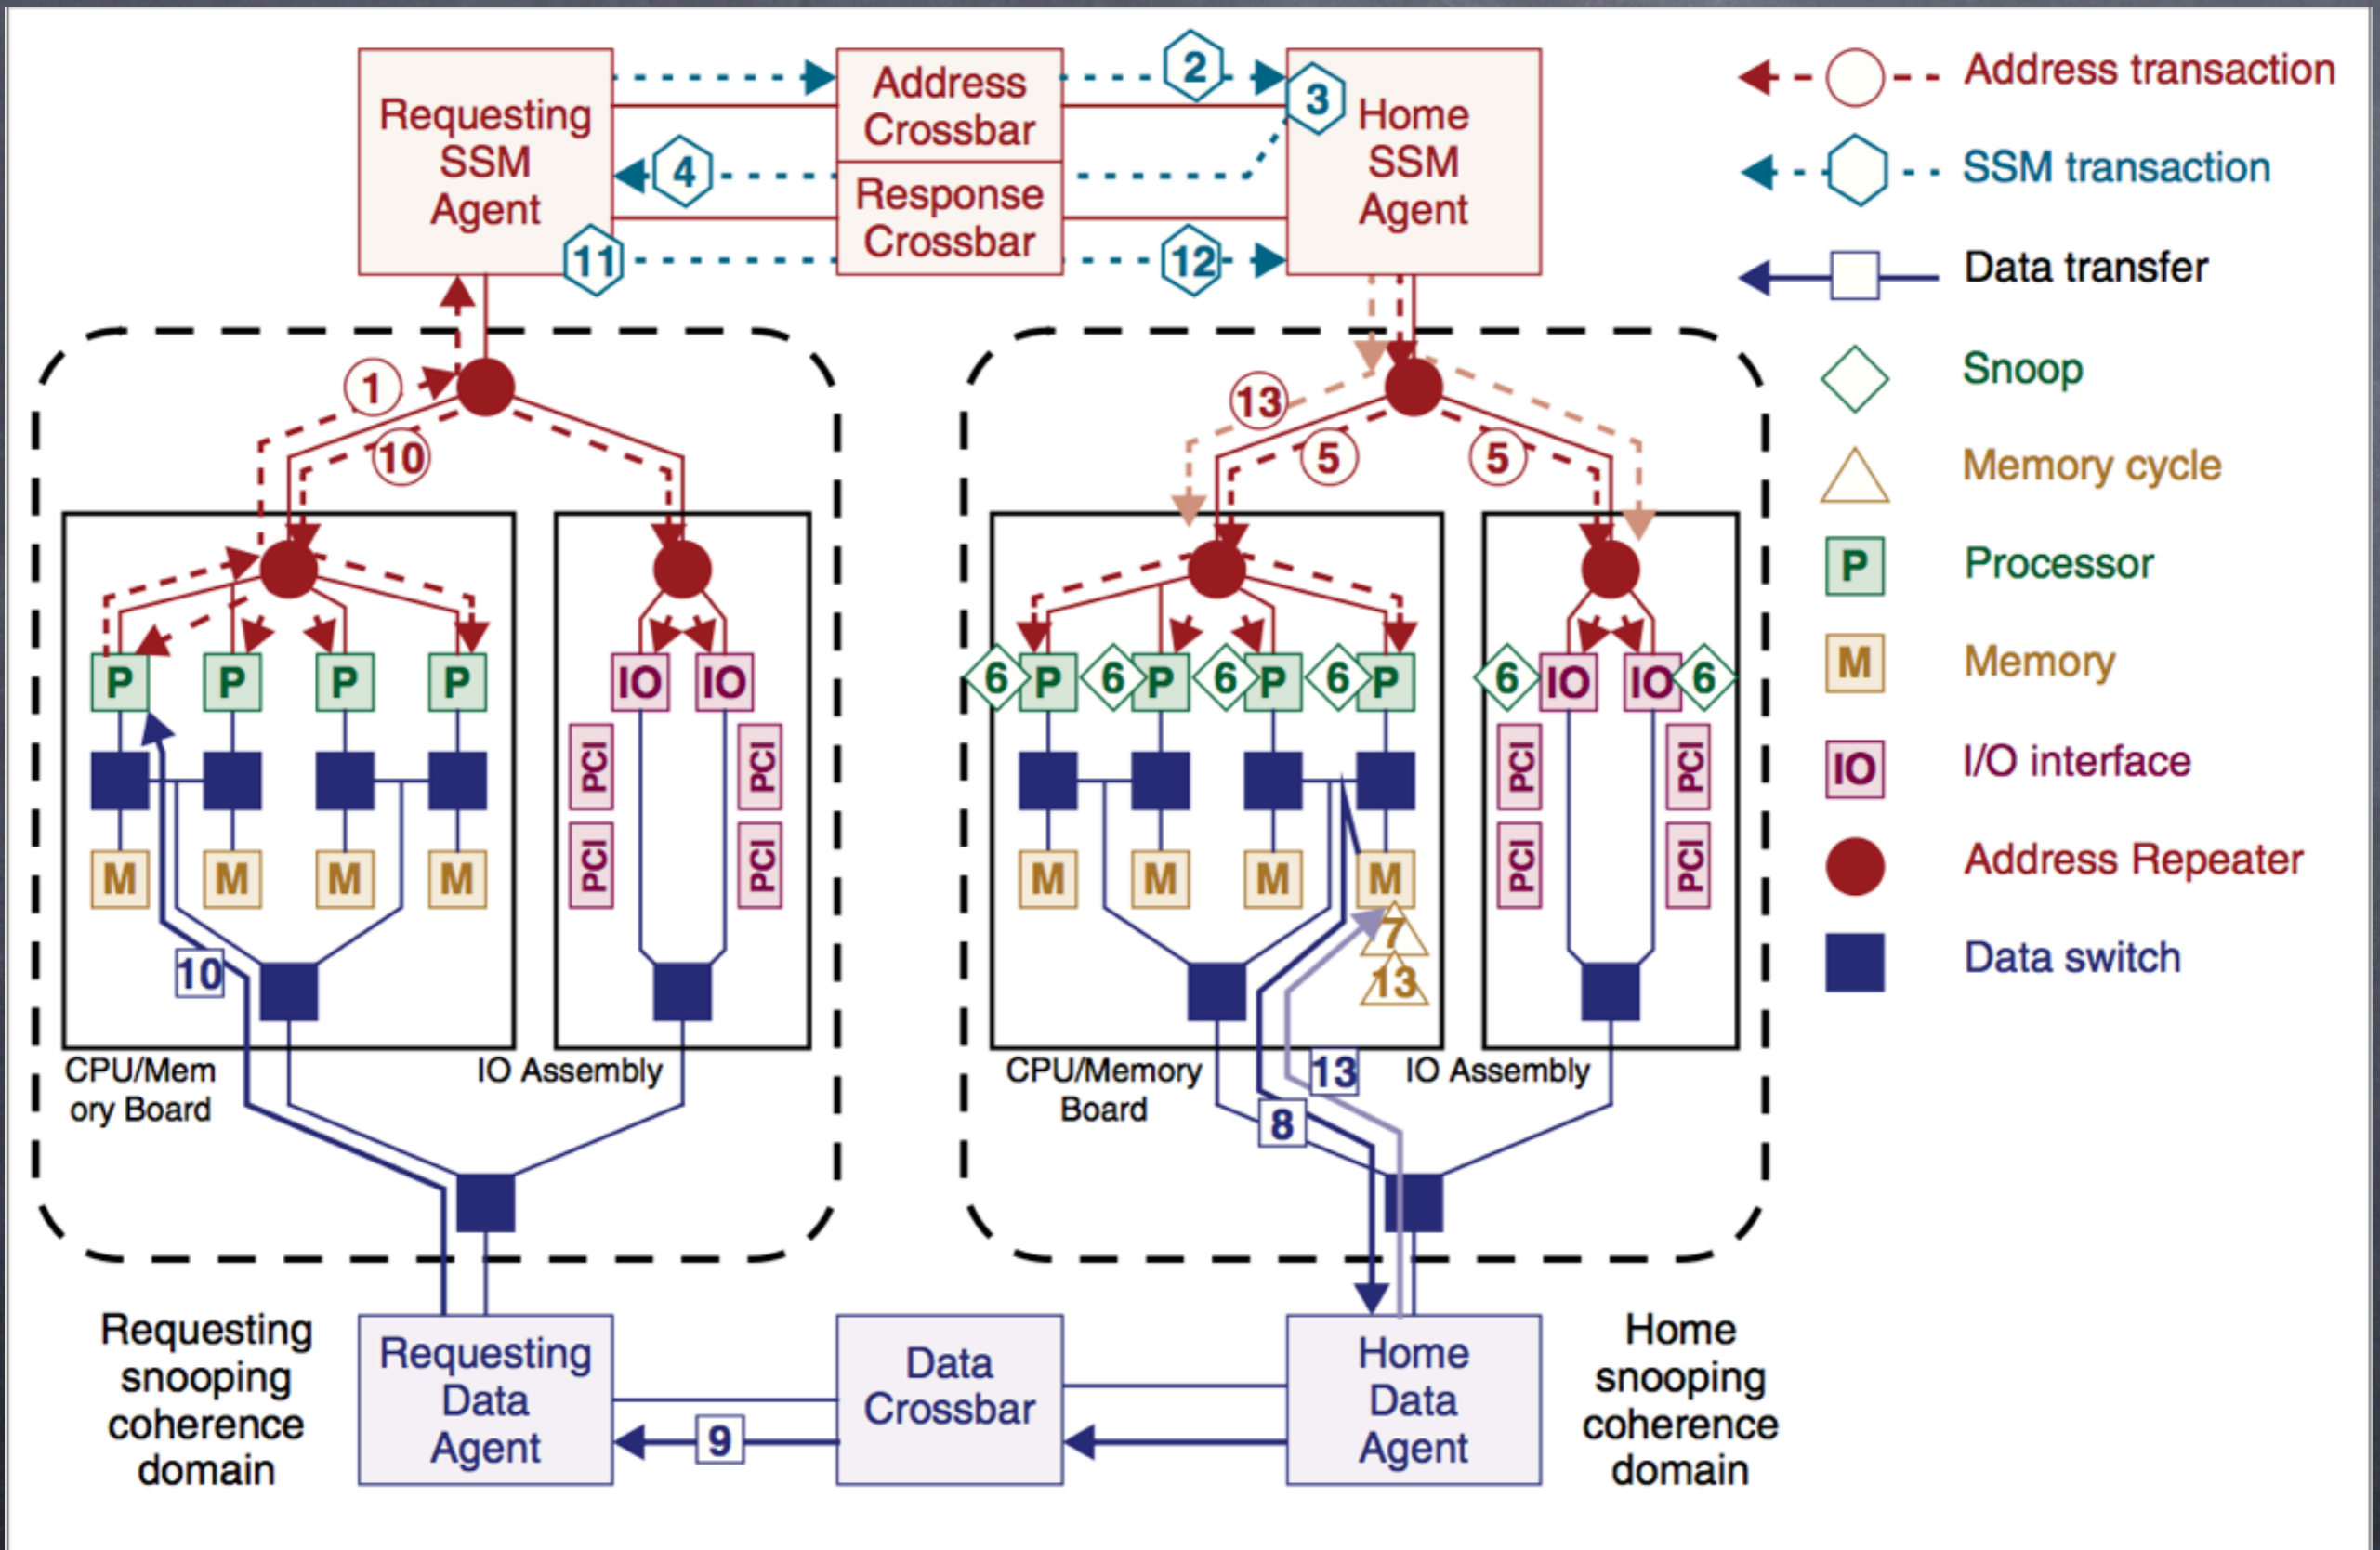 Requesting
SSM
Agent
Address
Crossbar
Response
Crossbar
Home
SSM
Agent
2
3
4
11
12
Address transaction
SSM transaction
Data transfer
Snoop
Memory cycle
P Processor
M Memory
IO I/O interface
Address Repeater
Data switch
1
10
13
5 5
P P P P
IO IO
6 P 6 P 6 P 6 P
6 IO IO 6
PCI PCI
PCI PCI
PCI PCI
PCI PCI
M M M M
M M M M
7
13
10
CPU/Mem
ory Board
IO Assembly
CPU/Memory
Board
IO Assembly
13
8
Requesting
snooping
coherence
domain
Requesting
Data
Agent
9
Data
Crossbar
Home
Data
Agent
Home
snooping
coherence
domain